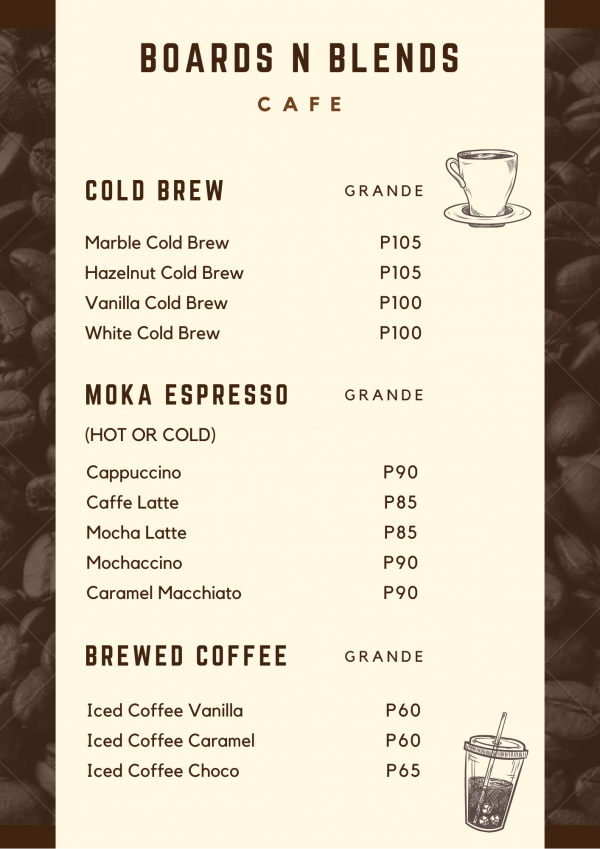 BOARDS N BLENDS
CAFE
COLD BREW GRANDE
Marble Cold Brew P105
Hazelnut Cold Brew P105
Vanilla Cold Brew P100
White Cold Brew P100
MOKA ESPRESSO GRANDE
(HOT OR COLD)
Cappuccino P90
Caffe Latte P85
Mocha Latte P85
Mochaccino P90
Caramel Macchiato P90
BREWED COFFEE GRANDE
Iced Coffee Vanilla P60
Iced Coffee Caramel P60
Iced Coffee Choco P65